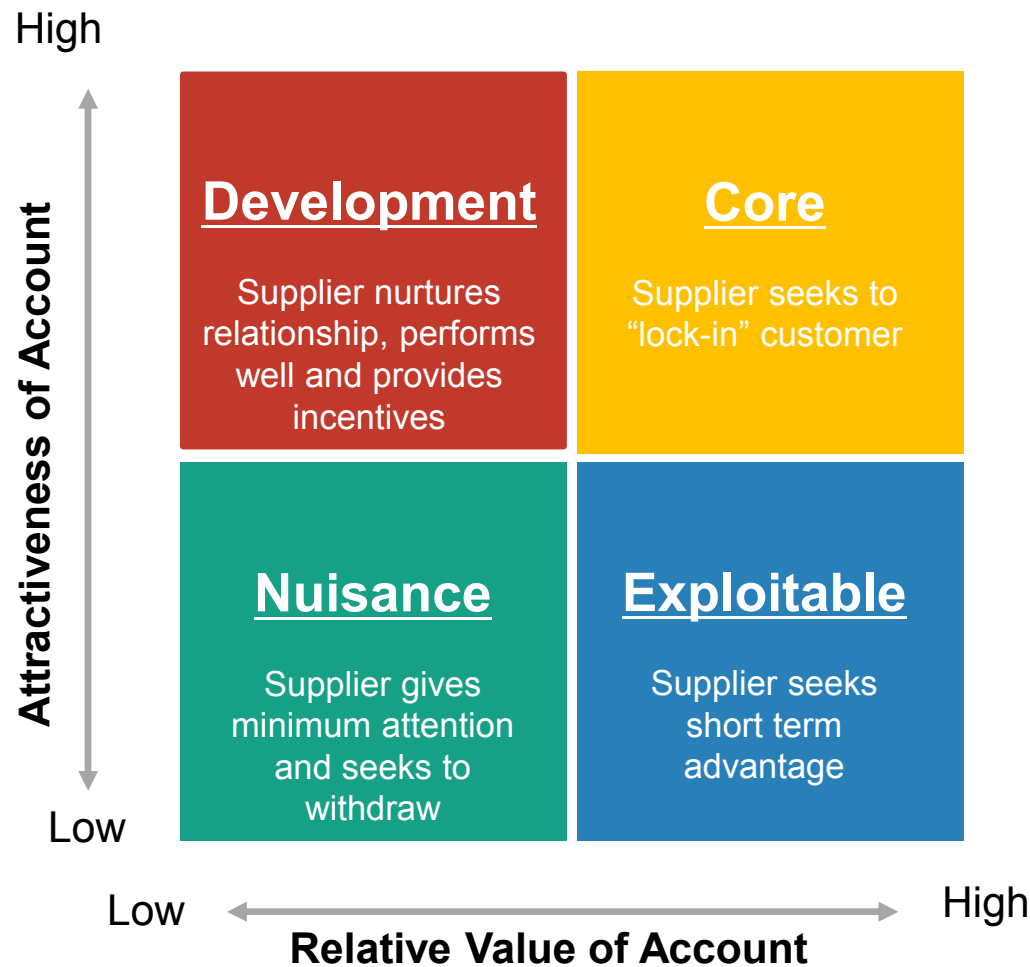 High
Attractiveness of Account
Low
Development
Supplier nurtures
relationship, performs
well and provides
incentives
Core
Supplier seeks to
“lock-in” customer
Nuisance
Supplier gives
minimum attention
and seeks to
withdraw
Exploitable
Supplier seeks
short term
advantage
Low
High
Relative Value of Account